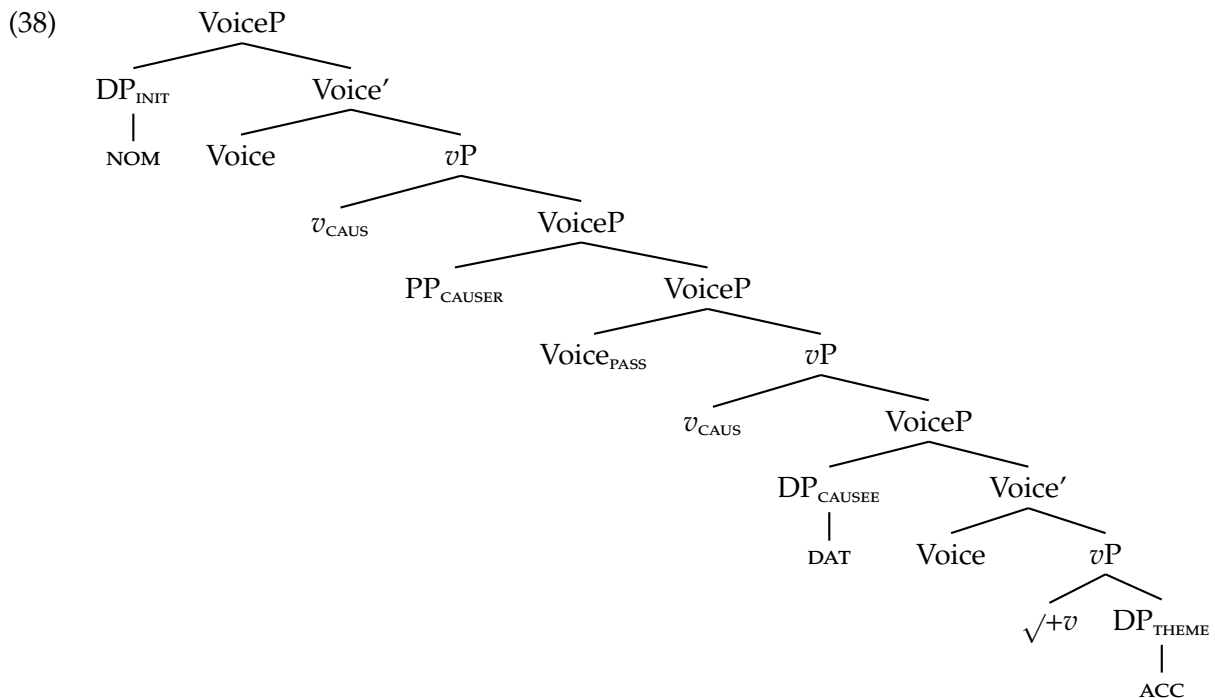 (38) VoiceP
DP_INIT Voice′
NOM Voice vP
v_CAUS VoiceP
PP_CAUSER VoiceP
Voice_PASS vP
v_CAUS VoiceP
DP_CAUSEE Voice′
DAT Voice vP
√+v DP_THEME
ACC